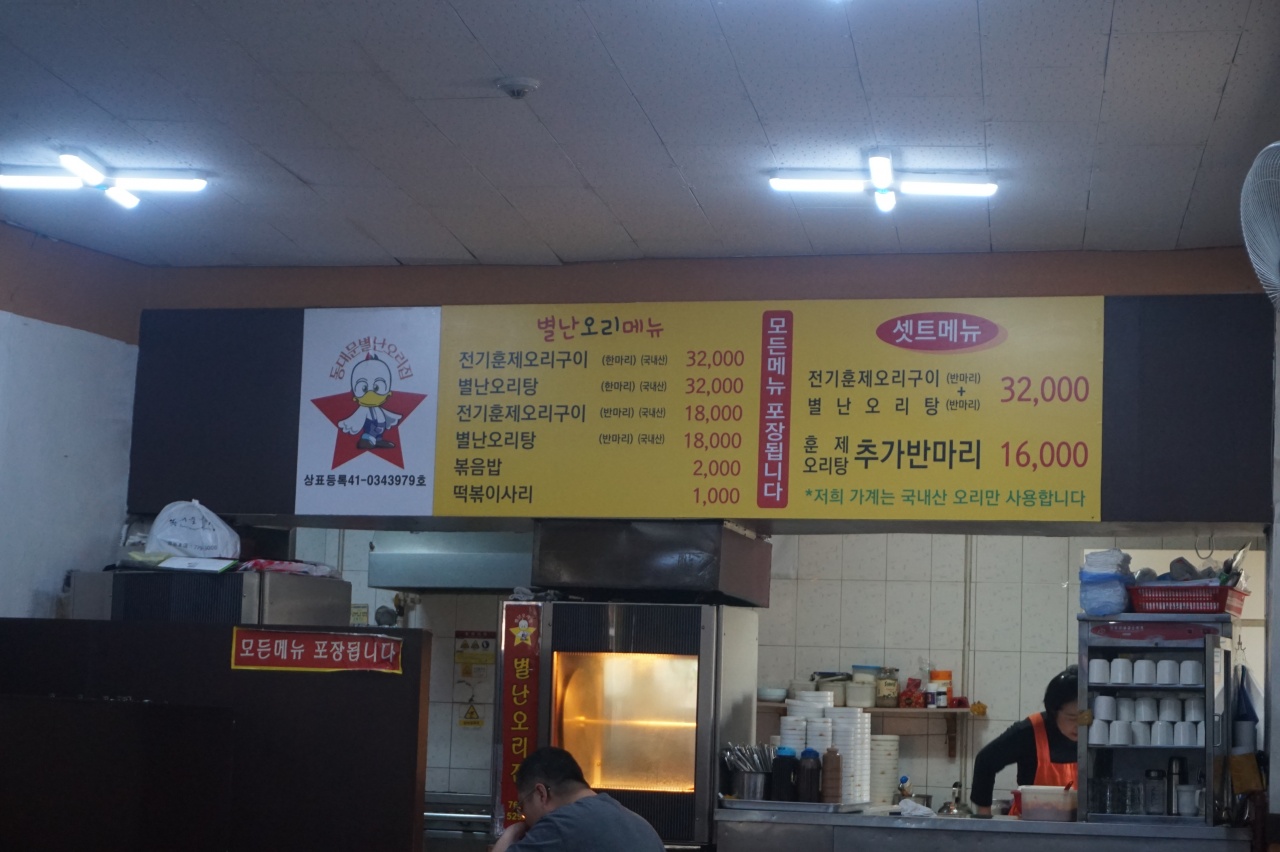 동대문별난오리집
상표등록41-0343979호
별난오리메뉴
전기훈제오리구이 (한마리) (국내산) 32,000
별난오리탕 (한마리) (국내산) 32,000
전기훈제오리구이 (반마리) (국내산) 18,000
별난오리탕 (반마리) (국내산) 18,000
볶음밥 2,000
떡볶이사리 1,000
모든메뉴 포장됩니다
셋트메뉴
전기훈제오리구이 (반마리)
+
별난오리탕 (반마리)
32,000
훈제
오리탕 추가반마리 16,000
*저희 가게는 국내산 오리만 사용합니다
모든메뉴 포장됩니다
별난오리